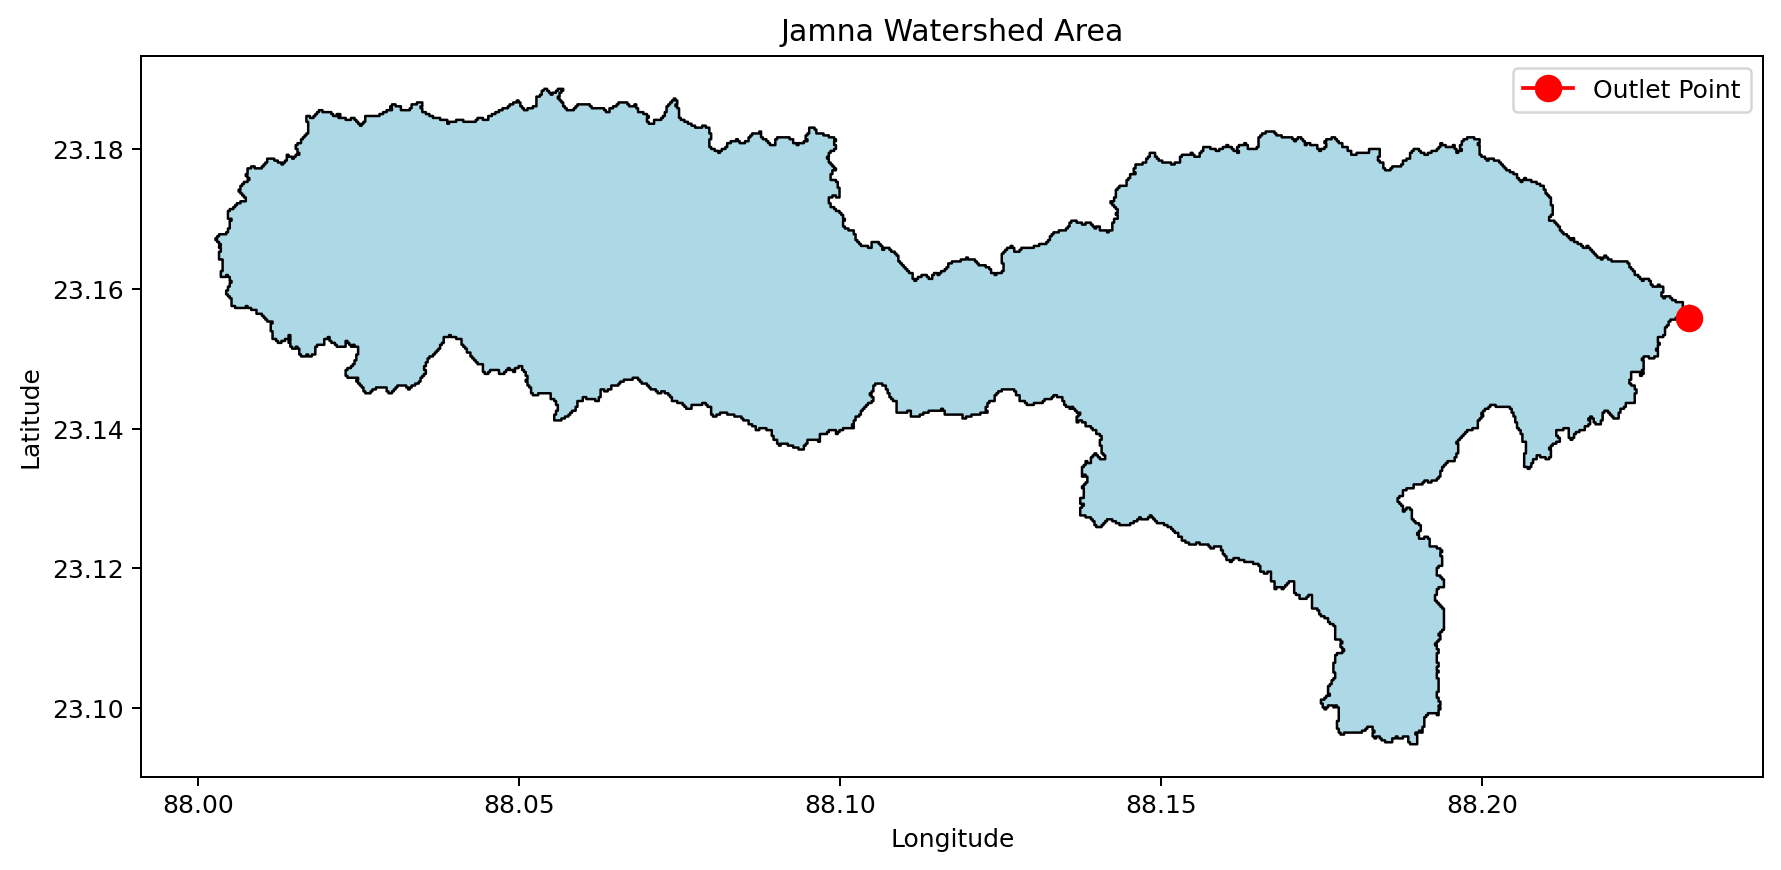 Jamna Watershed Area
Outlet Point
Latitude
23.18
23.16
23.14
23.12
23.10
88.00 88.05 88.10 88.15 88.20
Longitude